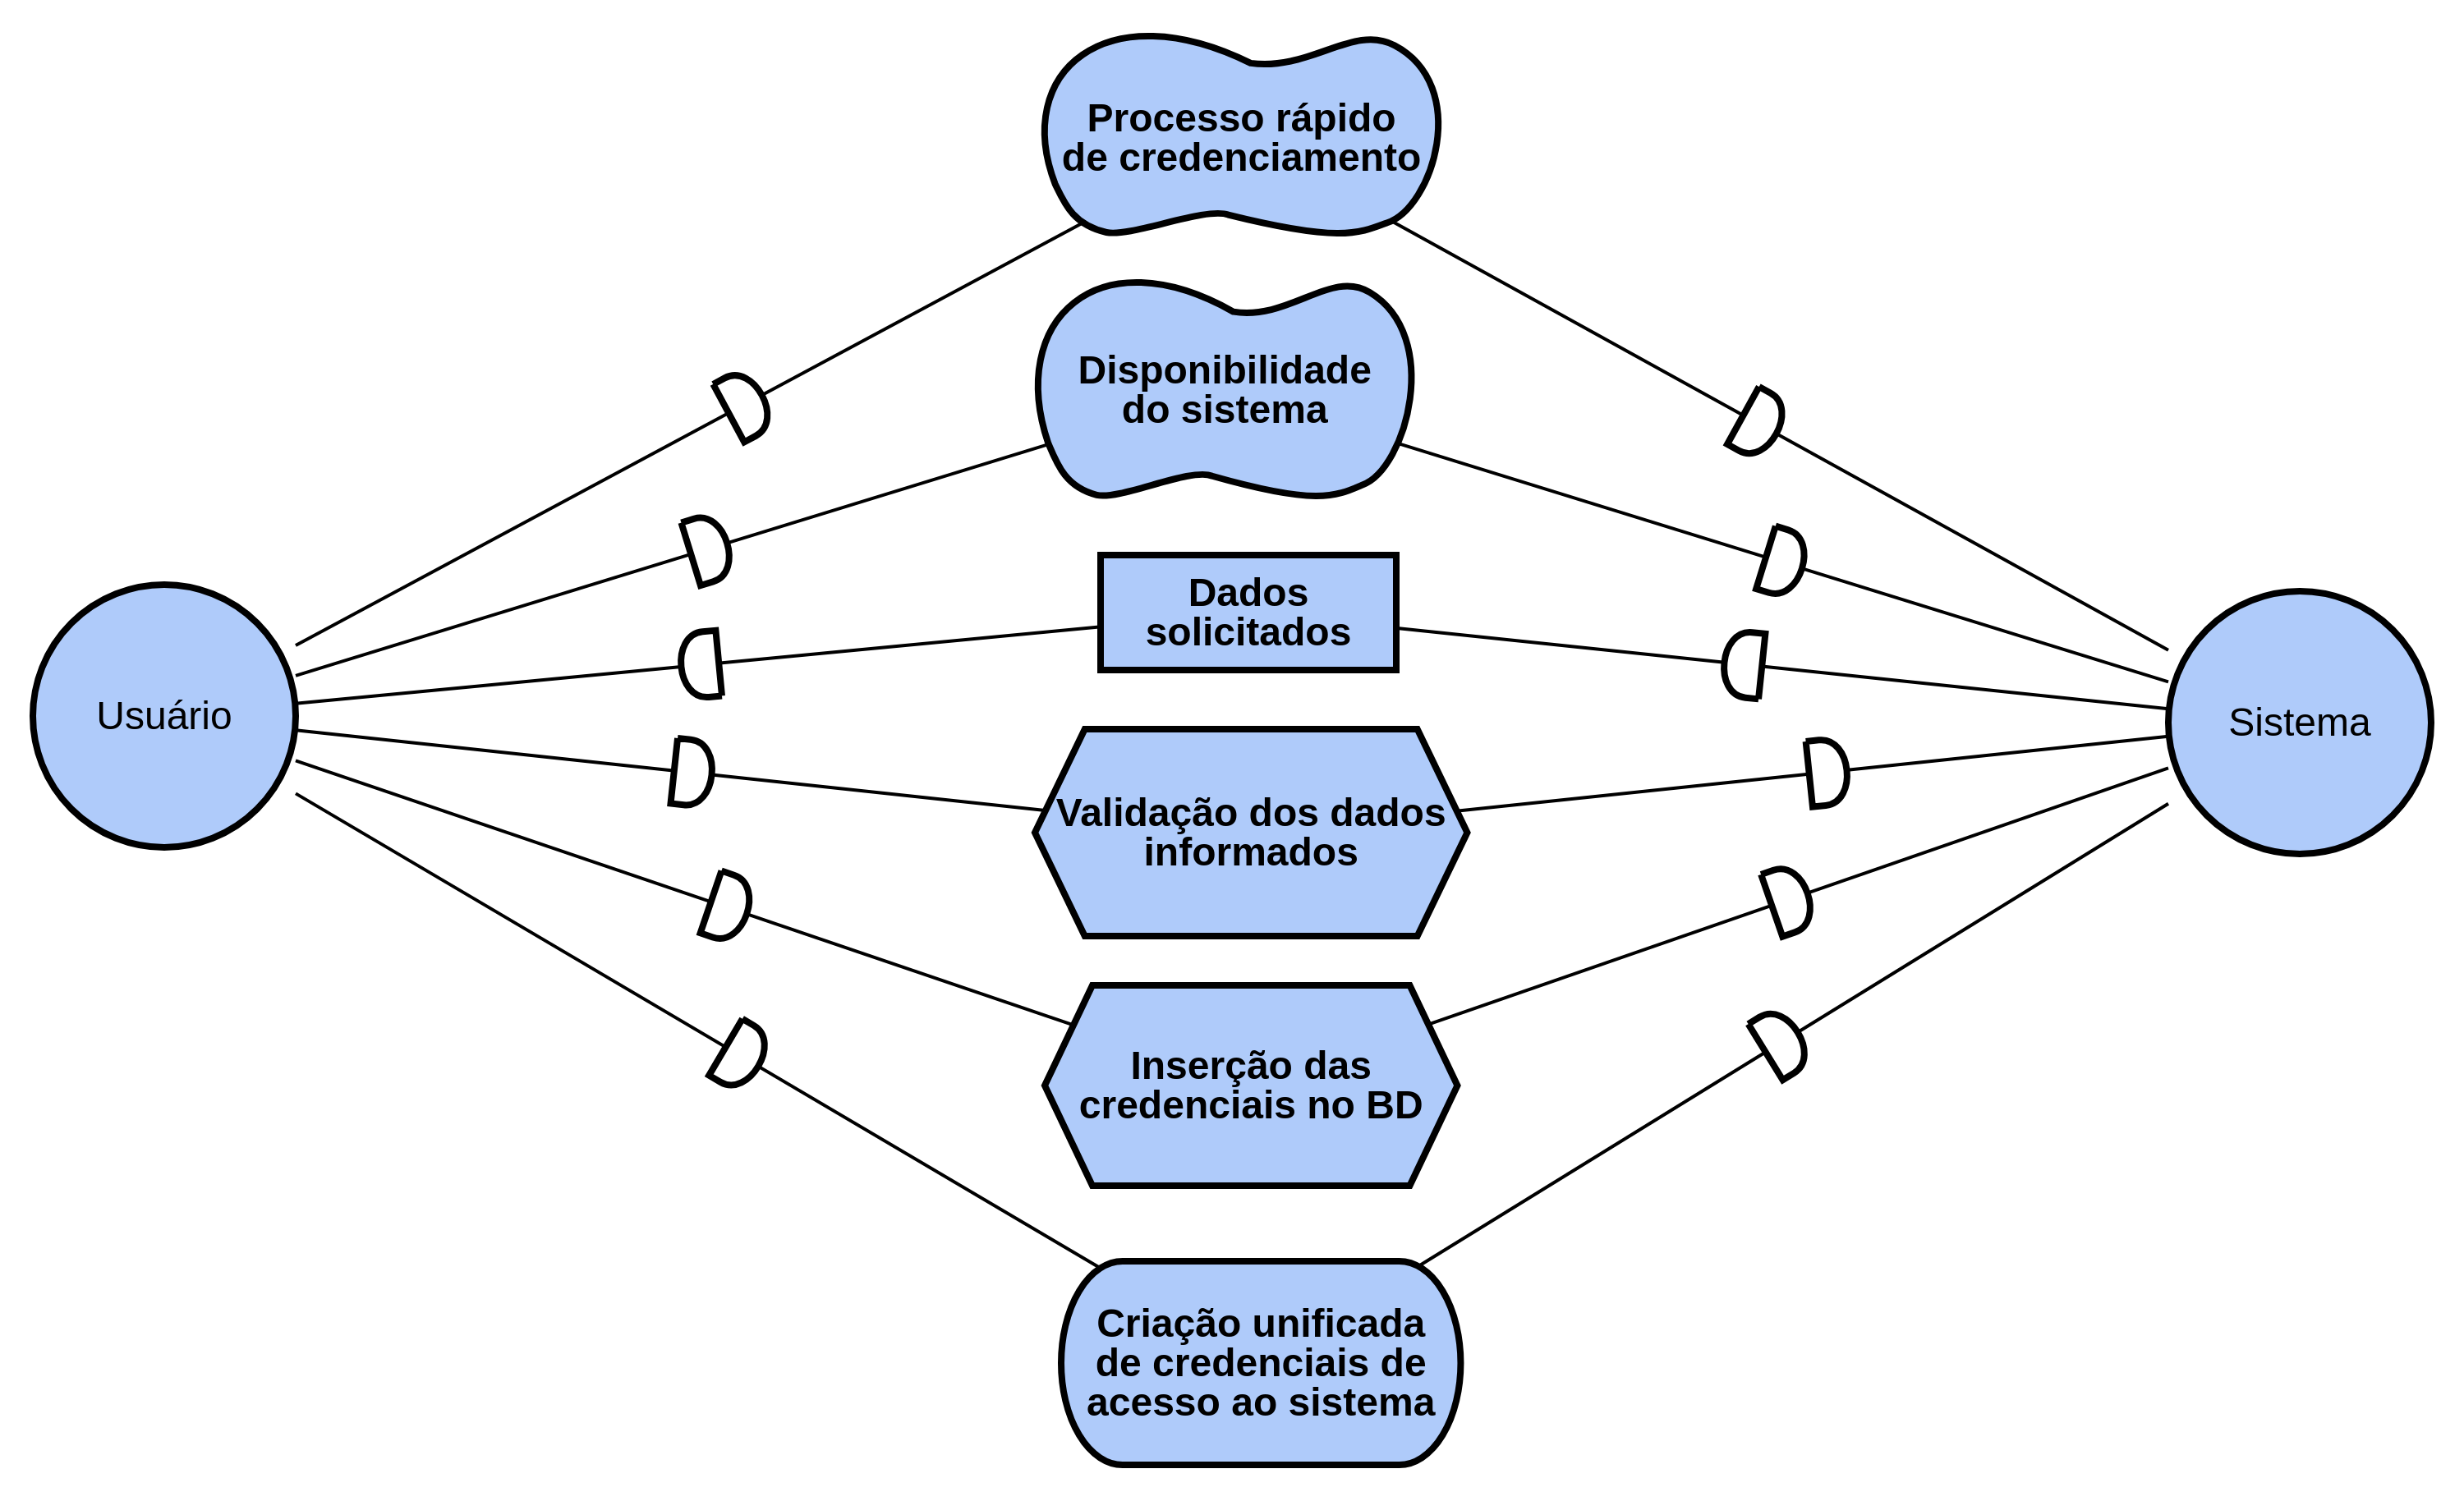 Processo rápido
de credenciamento
Disponibilidade
do sistema
Dados
solicitados
Usuário
Sistema
Validação dos dados
informados
Inserção das
credenciais no BD
Criação unificada
de credenciais de
acesso ao sistema